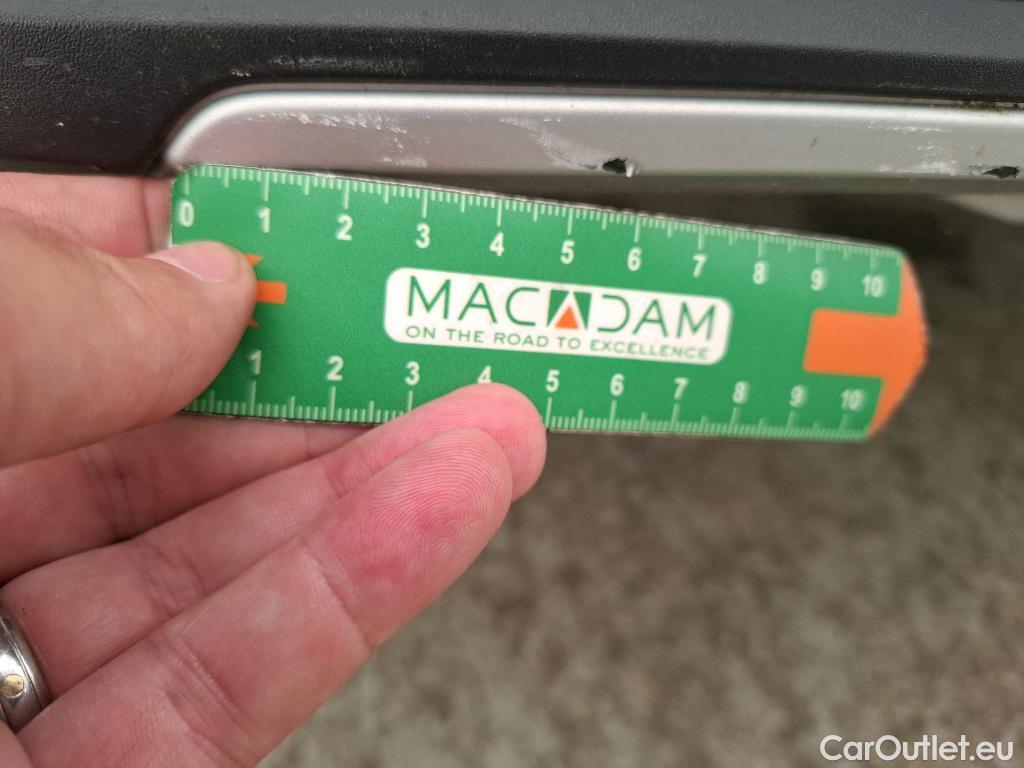 0 1 2 3 4 5 6 7 8 9 10
MACADAM
ON THE ROAD TO EXCELLENCE
1 2 3 4 5 6 7 8 9 10
CarOutlet.eu